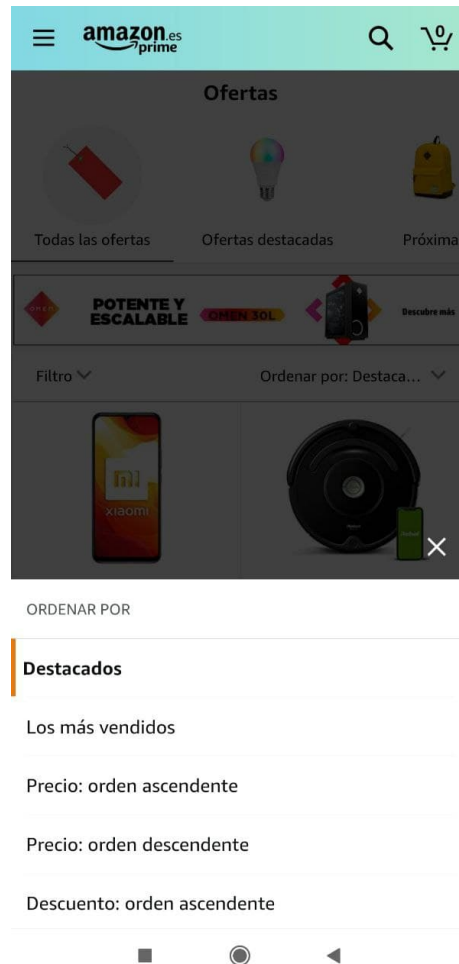 amazon.es
prime
0
Ofertas
Todas las ofertas
Ofertas destacadas
Próxima
omen
POTENTE Y
ESCALABLE
OMEN 30L
Descubre más
Filtro
Ordenar por: Destaca...
xiaomi
ORDENAR POR
Destacados
Los más vendidos
Precio: orden ascendente
Precio: orden descendente
Descuento: orden ascendente